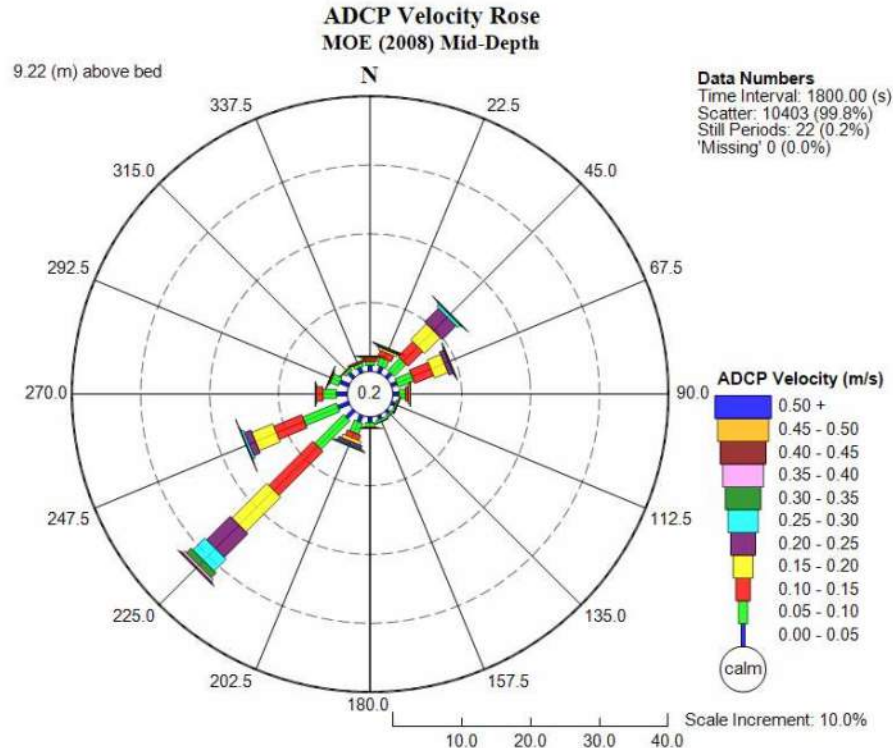 ADCP Velocity Rose
MOE (2008) Mid-Depth
9.22 (m) above bed
N
Data Numbers
Time Interval: 1800.00 (s)
Scatter: 10403 (99.8%)
Still Periods: 22 (0.2%)
'Missing' 0 (0.0%)
337.5
22.5
315.0
45.0
292.5
67.5
270.0
0.2
90.0
247.5
112.5
225.0
135.0
202.5
157.5
180.0
ADCP Velocity (m/s)
0.50 +
0.45 - 0.50
0.40 - 0.45
0.35 - 0.40
0.30 - 0.35
0.25 - 0.30
0.20 - 0.25
0.15 - 0.20
0.10 - 0.15
0.05 - 0.10
0.00 - 0.05
calm
Scale Increment: 10.0%
10.0 20.0 30.0 40.0